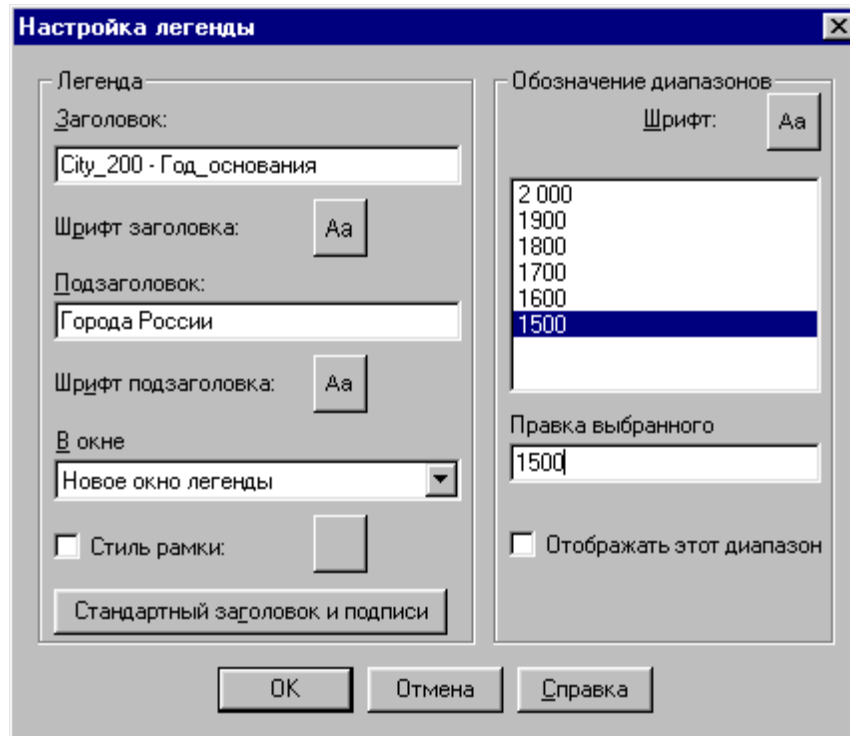 Настройка легенды
Легенда
Заголовок:
City_200 - Год_основания
Шрифт заголовка:
Aa
Подзаголовок:
Города России
Шрифт подзаголовка:
Aa
В окне
Новое окно легенды
Стиль рамки:
Стандартный заголовок и подписи
Обозначение диапазонов
Шрифт:
Aa
2 000
1900
1800
1700
1600
1500
Правка выбранного
1500
Отображать этот диапазон
OK
Отмена
Справка